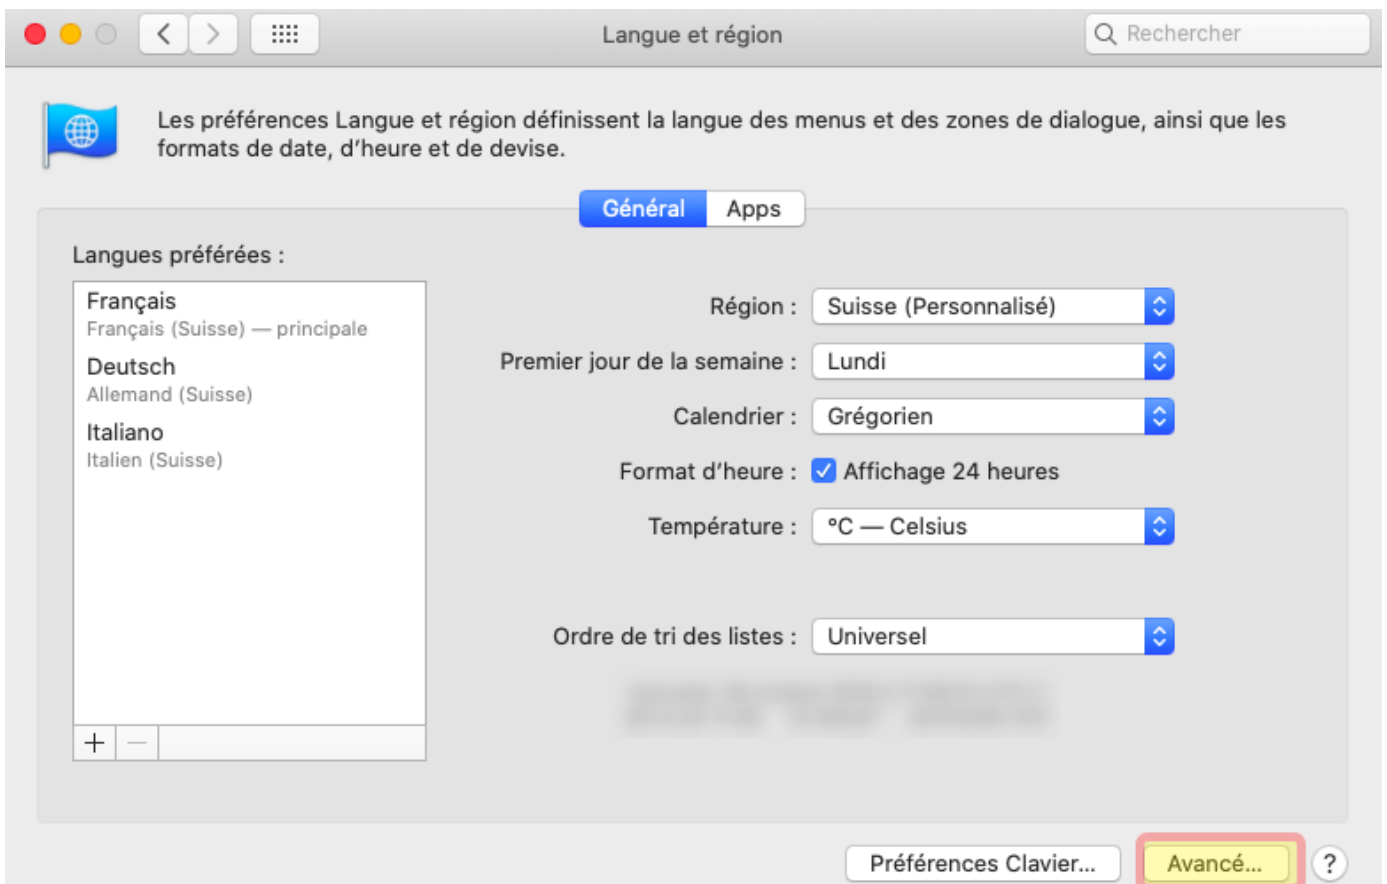 Langue et région
Rechercher
Les préférences Langue et région définissent la langue des menus et des zones de dialogue, ainsi que les
formats de date, d’heure et de devise.
Général Apps
Langues préférées :
Français
Français (Suisse) — principale
Deutsch
Allemand (Suisse)
Italiano
Italien (Suisse)
+ —
Région : Suisse (Personnalisé)
Premier jour de la semaine : Lundi
Calendrier : Grégorien
Format d’heure : Affichage 24 heures
Température : °C — Celsius
Ordre de tri des listes : Universel
Préférences Clavier... Avancé... ?